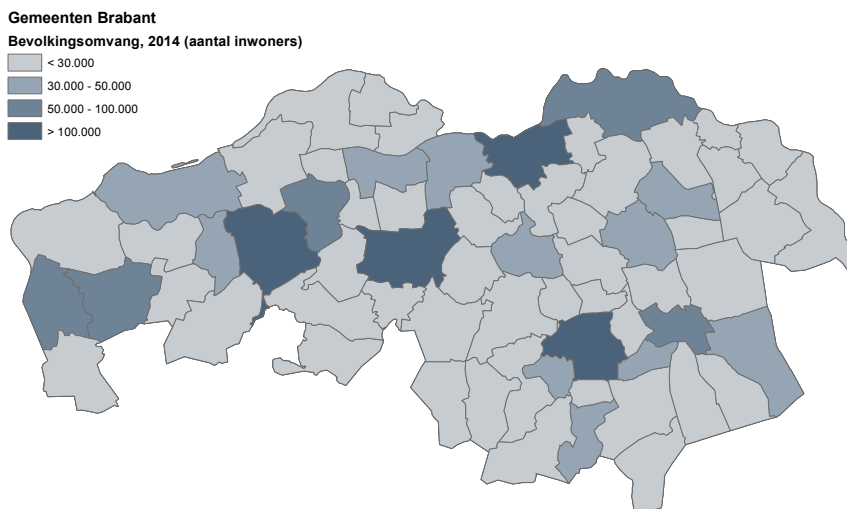 Gemeenten Brabant
Bevolkingsomvang, 2014 (aantal inwoners)
< 30.000
30.000 - 50.000
50.000 - 100.000
> 100.000